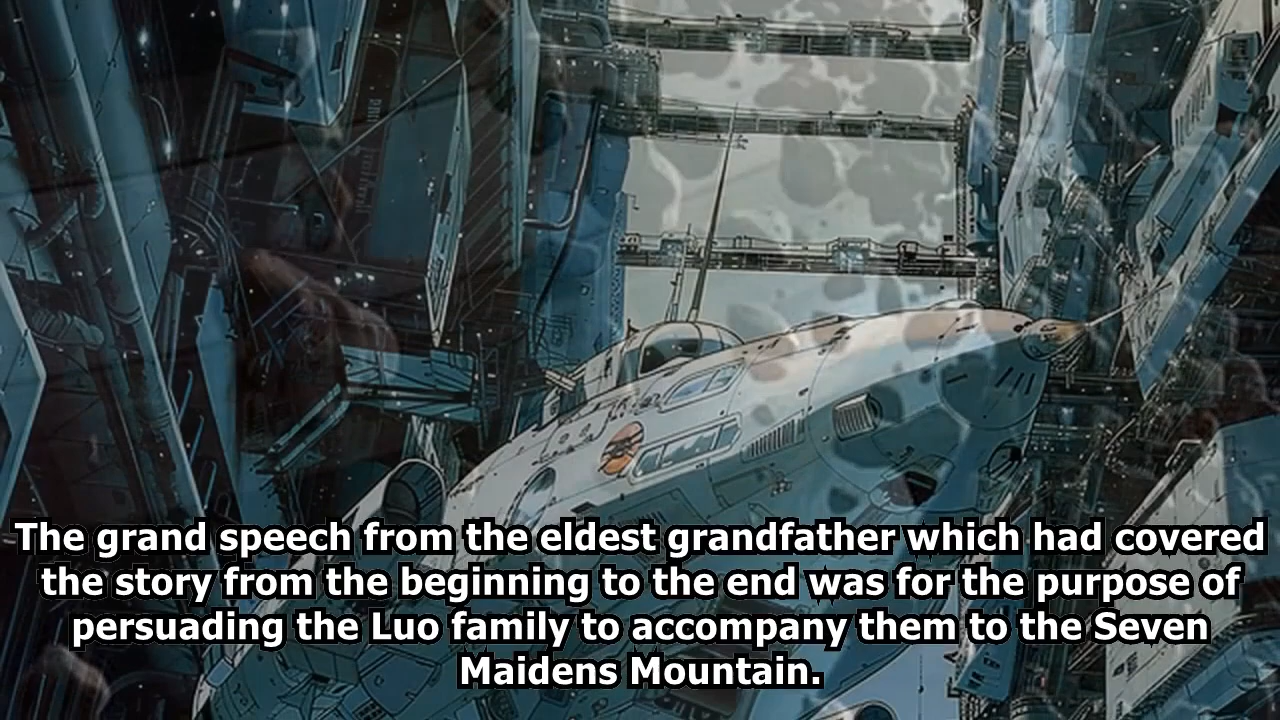 The grand speech from the eldest grandfather which had covered
the story from the beginning to the end was for the purpose of
persuading the Luo family to accompany them to the Seven
Maidens Mountain.